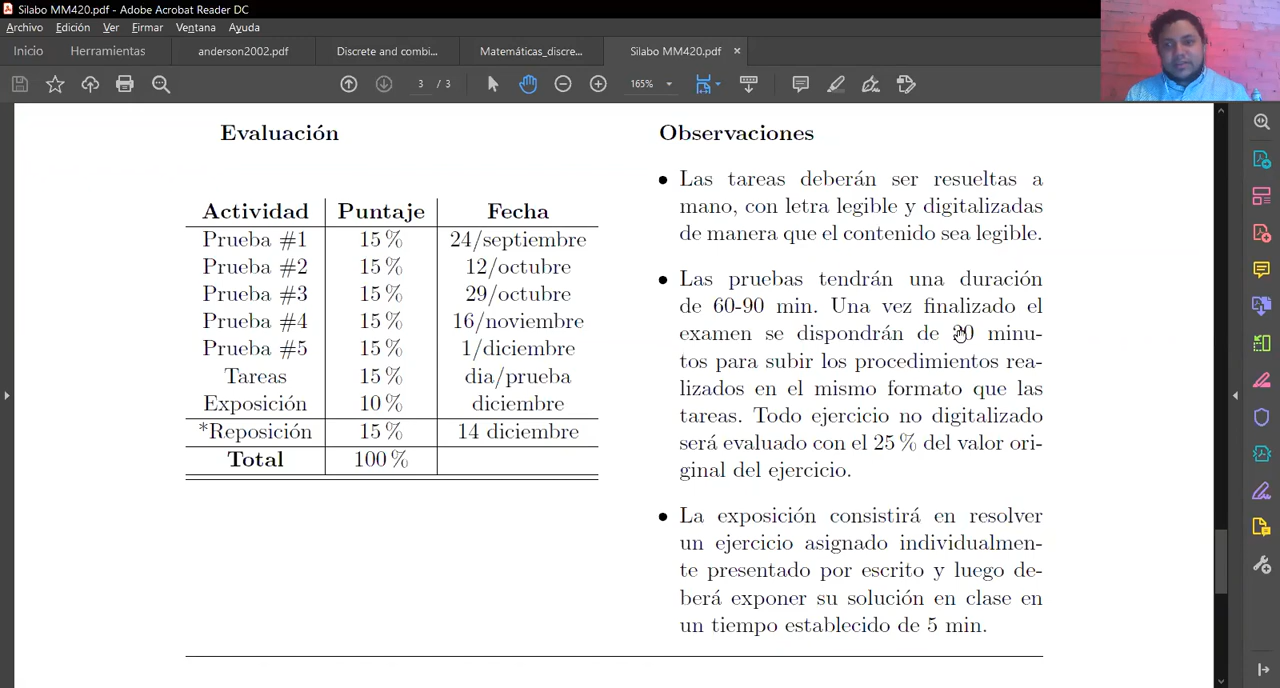 Silabo MM420.pdf - Adobe Acrobat Reader DC
Archivo Edición Ver Firmar Ventana Ayuda
Inicio Herramientas anderson2002.pdf Discrete and combi... Matemáticas_discre... Silabo MM420.pdf ×
3 / 3 165%
Evaluación
Actividad Puntaje Fecha
Prueba #1 15 % 24/septiembre
Prueba #2 15 % 12/octubre
Prueba #3 15 % 29/octubre
Prueba #4 15 % 16/noviembre
Prueba #5 15 % 1/diciembre
Tareas 15 % dia/prueba
Exposición 10 % diciembre
*Reposición 15 % 14 diciembre
Total 100 %
Observaciones
• Las tareas deberán ser resueltas a
mano, con letra legible y digitalizadas
de manera que el contenido sea legible.
• Las pruebas tendrán una duración
de 60-90 min. Una vez finalizado el
examen se dispondrán de 20 minu-
tos para subir los procedimientos rea-
lizados en el mismo formato que las
tareas. Todo ejercicio no digitalizado
será evaluado con el 25 % del valor ori-
ginal del ejercicio.
• La exposición consistirá en resolver
un ejercicio asignado individualmen-
te presentado por escrito y luego de-
berá exponer su solución en clase en
un tiempo establecido de 5 min.